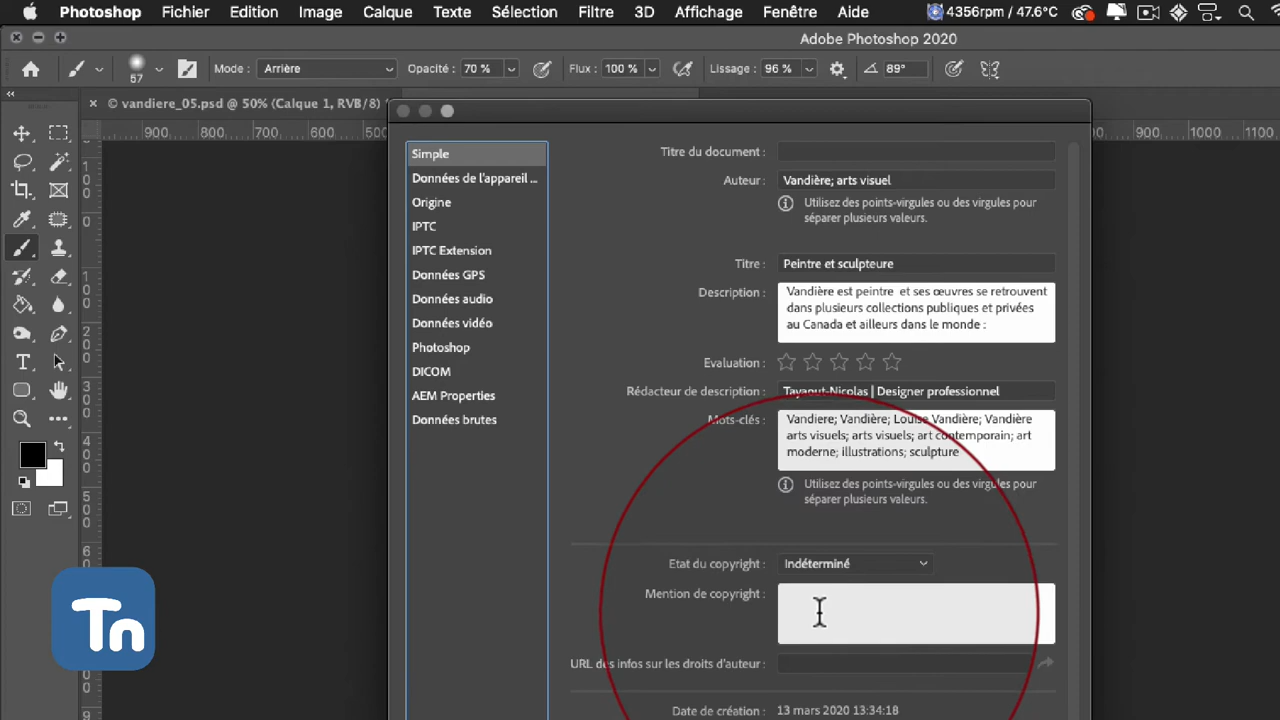 Photoshop Fichier Edition Image Calque Texte Sélection Filtre 3D Affichage Fenêtre Aide 4356rpm / 47.6°C
Adobe Photoshop 2020
57 Mode : Arrière Opacité : 70 % Flux : 100 % Lissage : 96 % 89°
© vandiere_05.psd @ 50% (Calque 1, RVB/8)
900 800 700 600 500 900 1000 1100
Simple
Données de l'appareil ...
Origine
IPTC
IPTC Extension
Données GPS
Données audio
Données vidéo
Photoshop
DICOM
AEM Properties
Données brutes
Titre du document :
Auteur : Vandière; arts visuel
Utilisez des points-virgules ou des virgules pour
séparer plusieurs valeurs.
Titre : Peintre et sculpteure
Description : Vandière est peintre et ses œuvres se retrouvent
dans plusieurs collections publiques et privées
au Canada et ailleurs dans le monde :
Evaluation :
Rédacteur de description : Tayaout-Nicolas | Designer professionnel
Mots-clés : Vandiere; Vandière; Louise Vandière; Vandière
arts visuels; arts visuels; art contemporain; art
moderne; illustrations; sculpture
Utilisez des points-virgules ou des virgules pour
séparer plusieurs valeurs.
Etat du copyright : Indéterminé
Mention de copyright :
URL des infos sur les droits d'auteur :
Date de création : 13 mars 2020 13:34:18
Tn